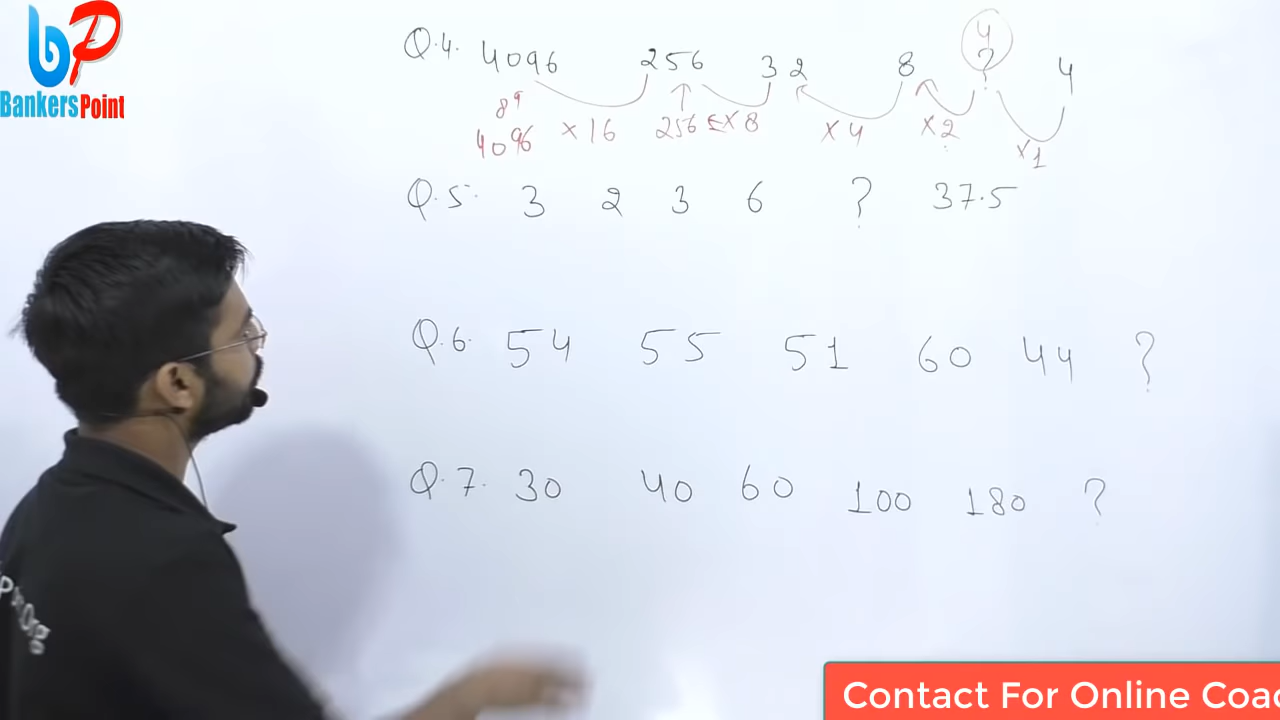 bP
BankersPoint
Q.4. 4096 256 32 8 ? 4
4
89
4096 ×16 256 ×8 ×4 ×2 ×1
Q.5. 3 2 3 6 ? 37.5
Q.6. 54 55 51 60 44 ?
Q.7. 30 40 60 100 180 ?
Contact For Online Coac